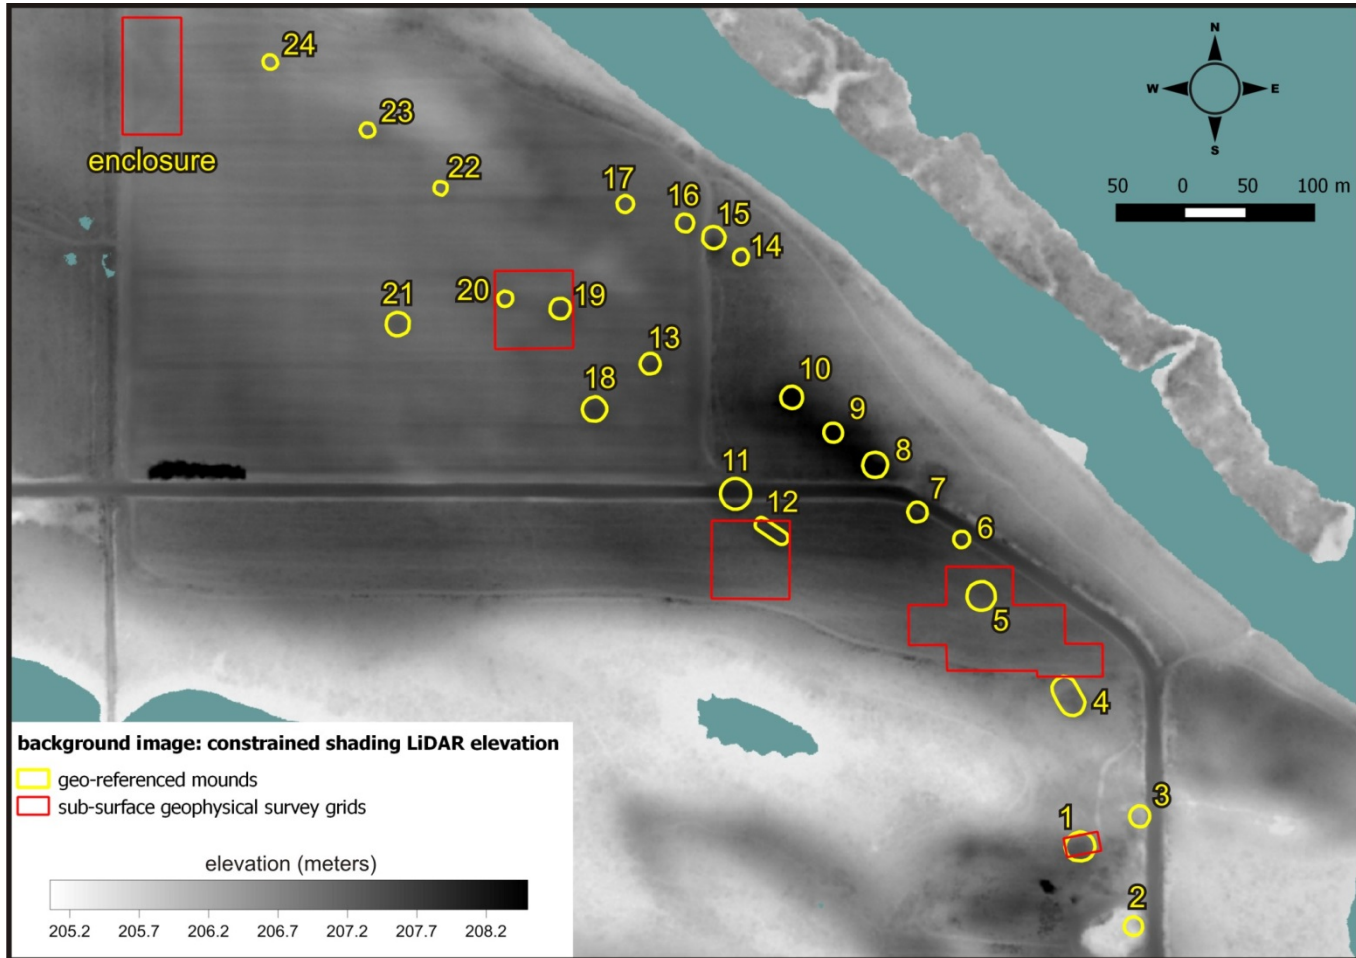 N
W E
S
50 0 50 100 m
24
23
enclosure
22
17
16
15
14
20
19
21
13
18
10
9
8
11
12
7
6
5
4
3
1
2
background image: constrained shading LiDAR elevation
geo-referenced mounds
sub-surface geophysical survey grids
elevation (meters)
205.2 205.7 206.2 206.7 207.2 207.7 208.2